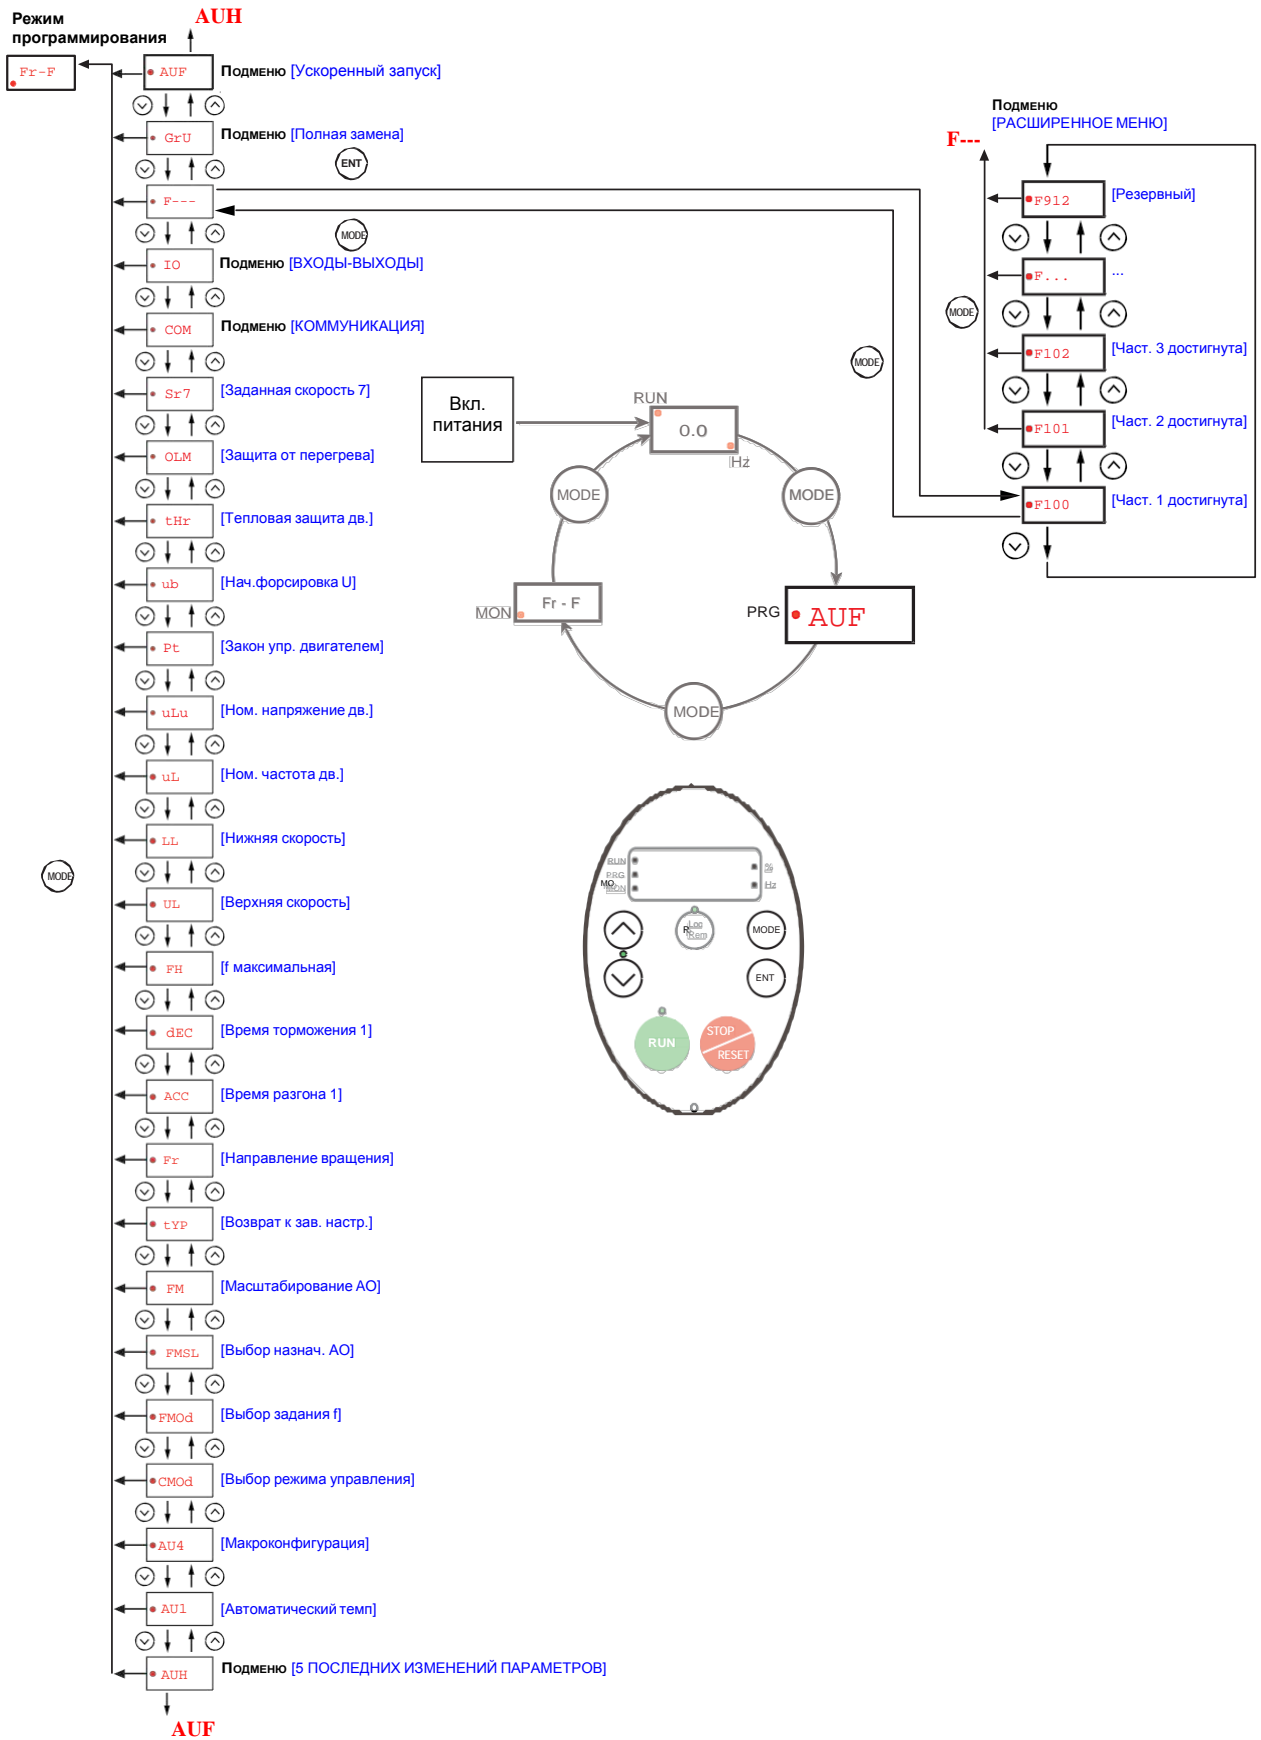 Режим
программирования
AUH
Fr-F
AUF
Подменю [Ускоренный запуск]
GrU
Подменю [Полная замена]
ENT
F---
MODE
IO
Подменю [ВХОДЫ-ВЫХОДЫ]
COM
Подменю [КОММУНИКАЦИЯ]
Sr7
[Заданная скорость 7]
OLM
[Защита от перегрева]
tHr
[Тепловая защита дв.]
ub
[Нач.форсировка U]
Pt
[Закон упр. двигателем]
uLu
[Ном. напряжение дв.]
uL
[Ном. частота дв.]
LL
[Нижняя скорость]
MODE
UL
[Верхняя скорость]
FH
[f максимальная]
dEC
[Время торможения 1]
ACC
[Время разгона 1]
Fr
[Направление вращения]
tYP
[Возврат к зав. настр.]
FM
[Масштабирование АО]
FMSL
[Выбор назнач. АО]
FMOd
[Выбор задания f]
CMOd
[Выбор режима управления]
AU4
[Макроконфигурация]
AU1
[Автоматический темп]
AUH
Подменю [5 ПОСЛЕДНИХ ИЗМЕНЕНИЙ ПАРАМЕТРОВ]
AUF
Подменю
[РАСШИРЕННОЕ МЕНЮ]
F---
F912
[Резервный]
F...
...
MODE
F102
[Част. 3 достигнута]
F101
[Част. 2 достигнута]
F100
[Част. 1 достигнута]
MODE
Вкл.
питания
RUN
0.0
Hz
MODE
MODE
MON
Fr - F
PRG
AUF
MODE
RUN
PRG
MO
MON
%
Hz
R
Loc
Rem
MODE
ENT
RUN
STOP
RESET